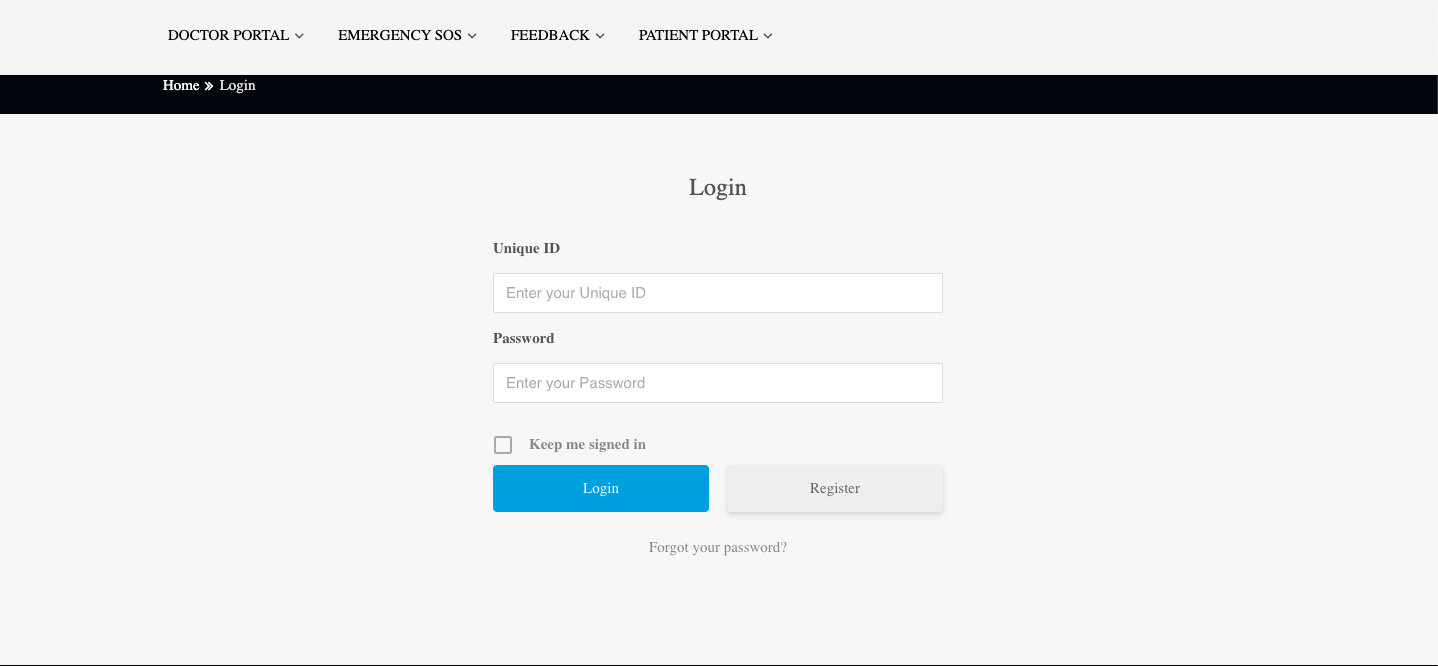 DOCTOR PORTAL EMERGENCY SOS FEEDBACK PATIENT PORTAL
Home » Login
Login
Unique ID
Enter your Unique ID
Password
Enter your Password
Keep me signed in
Login Register
Forgot your password?